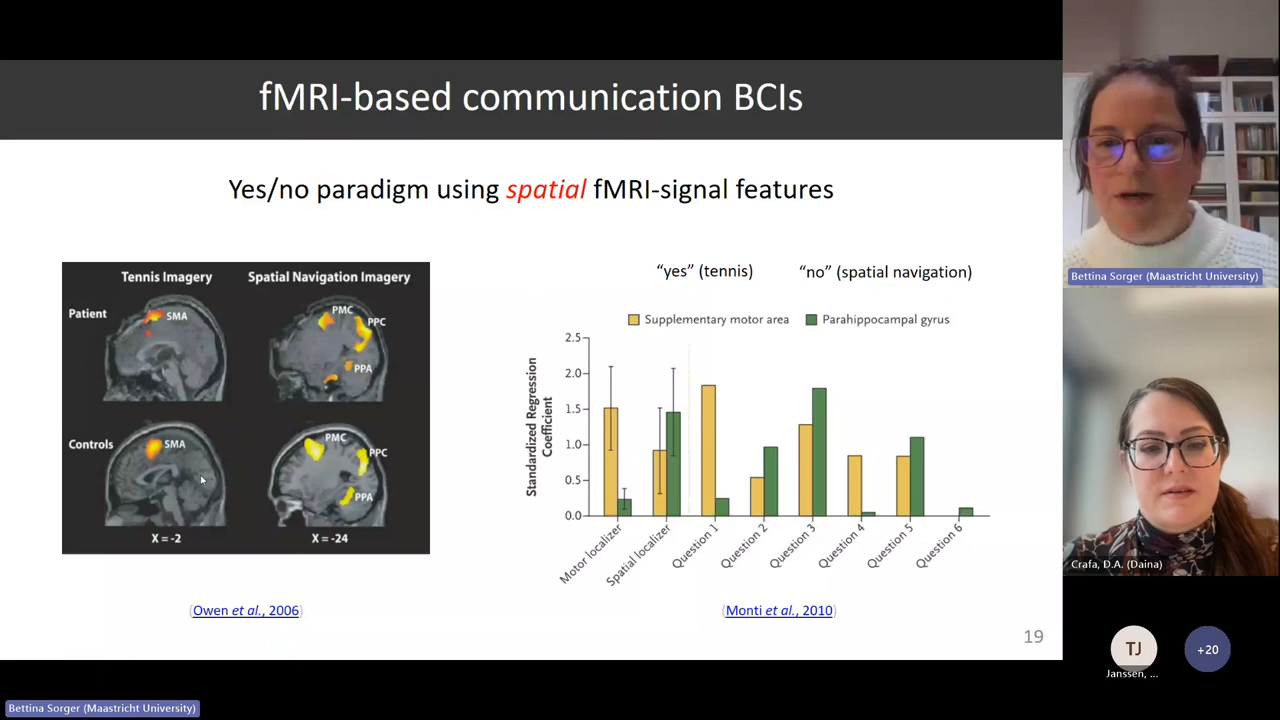 fMRI-based communication BCIs
Yes/no paradigm using spatial fMRI-signal features
Tennis Imagery
Spatial Navigation Imagery
Patient
SMA
PMC
PPC
PPA
Controls
SMA
PMC
PPC
PPA
X = -2
X = -24
(Owen et al., 2006)
“yes” (tennis)
“no” (spatial navigation)
Supplementary motor area
Parahippocampal gyrus
Standardized Regression
Coefficient
2.5
2.0
1.5
1.0
0.5
0.0
Motor localizer
Spatial localizer
Question 1
Question 2
Question 3
Question 4
Question 5
Question 6
(Monti et al., 2010)
19
Bettina Sorger (Maastricht University)
Crafa, D.A. (Daina)
TJ
+20
Janssen, ...
Bettina Sorger (Maastricht University)